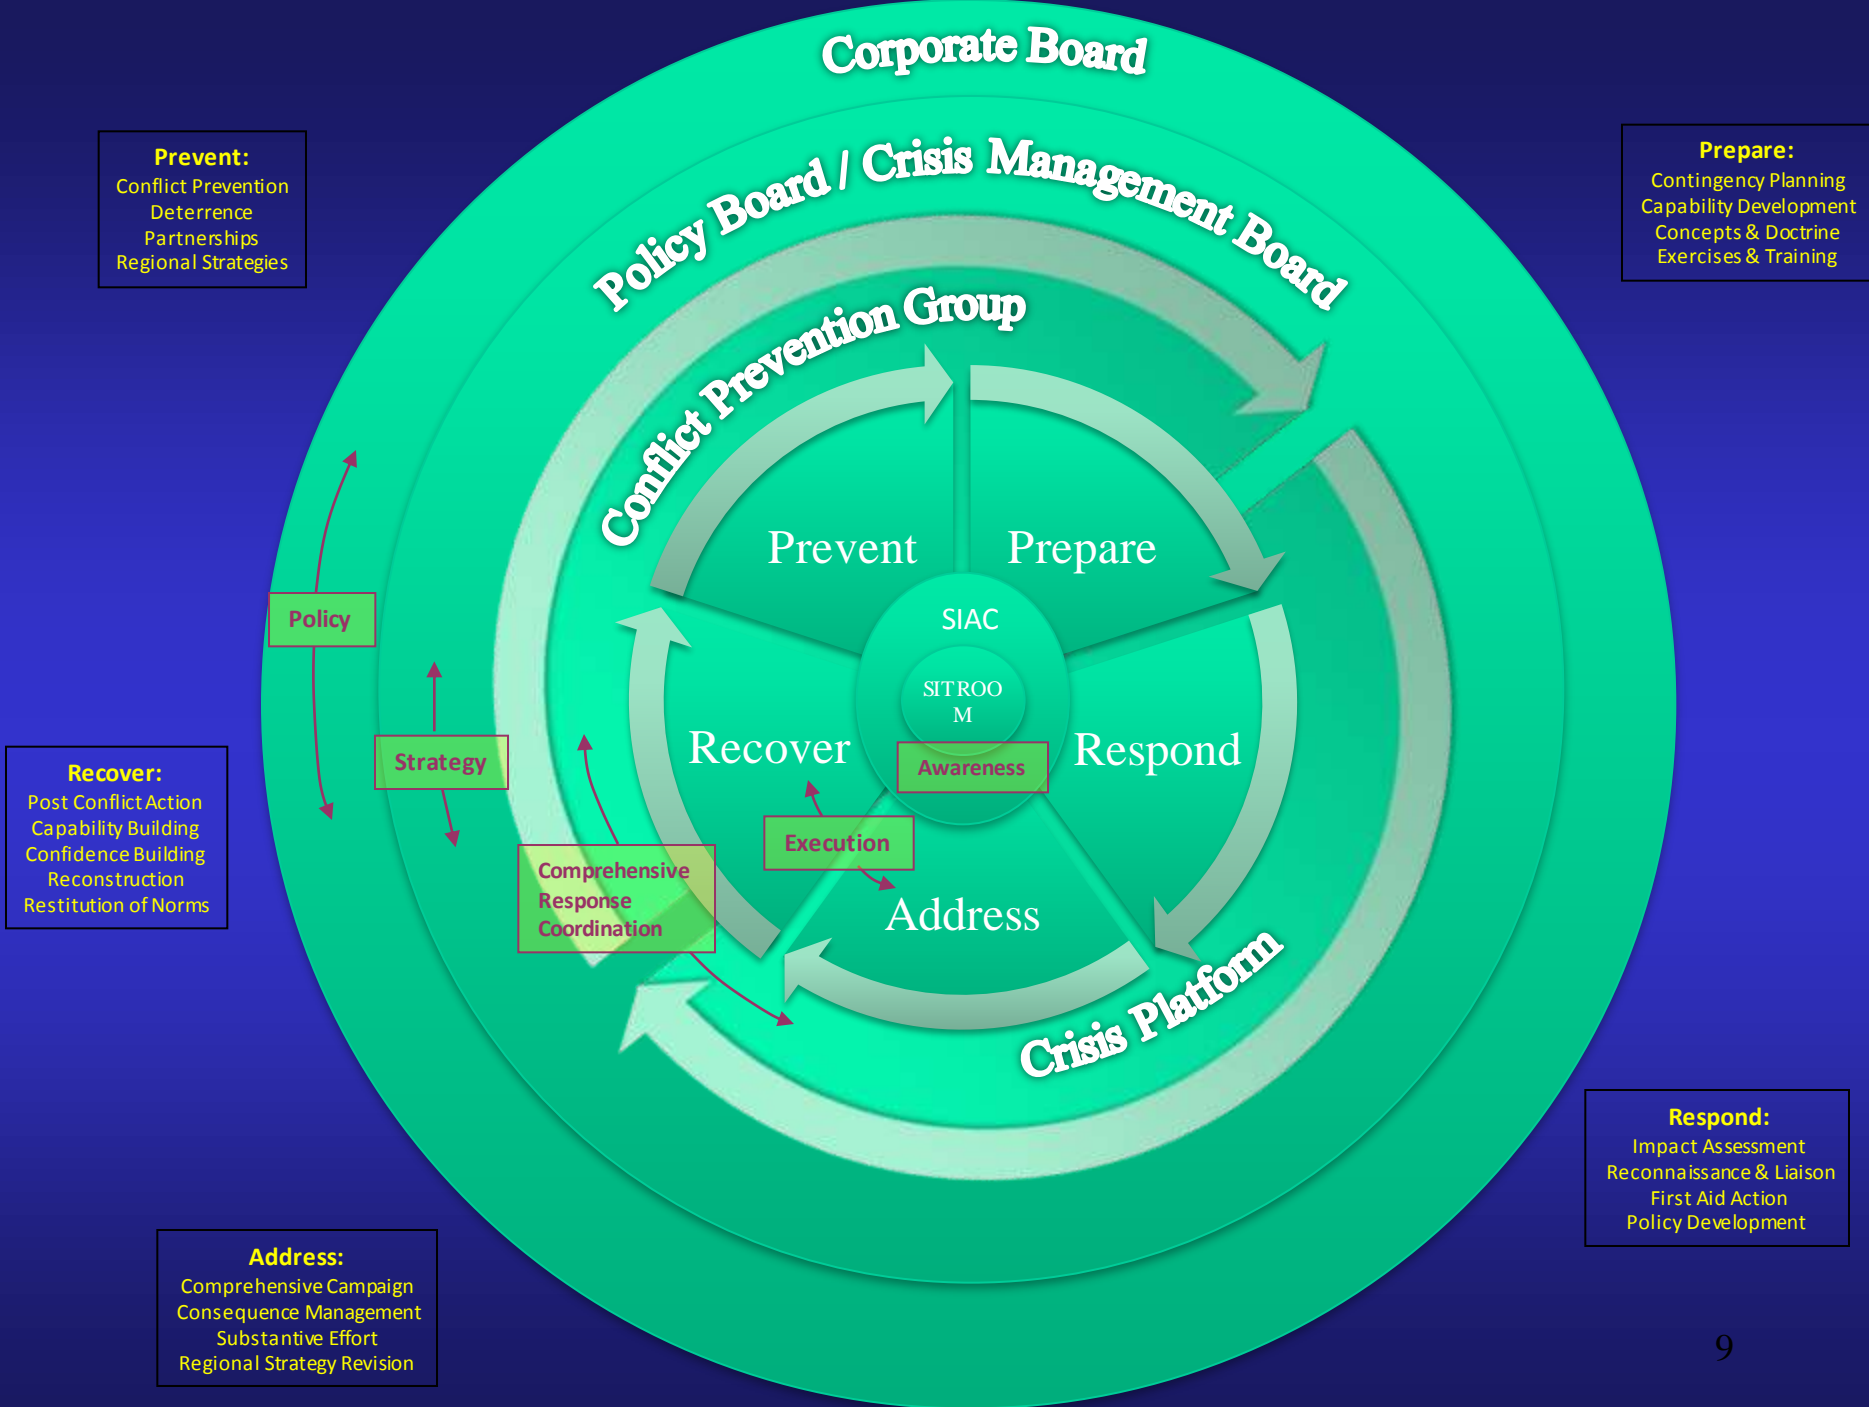 Corporate Board
Policy Board / Crisis Management Board
Conflict Prevention Group
Prevent:
Conflict Prevention
Deterrence
Partnerships
Regional Strategies
Prepare:
Contingency Planning
Capability Development
Concepts & Doctrine
Exercises & Training
Prevent
Prepare
SIAC
SITROO
M
Policy
Strategy
Recover
Awareness
Respond
Execution
Comprehensive
Response
Coordination
Address
Crisis Platform
Recover:
Post Conflict Action
Capability Building
Confidence Building
Reconstruction
Restitution of Norms
Respond:
Impact Assessment
Reconnaissance & Liaison
First Aid Action
Policy Development
Address:
Comprehensive Campaign
Consequence Management
Substantive Effort
Regional Strategy Revision
9